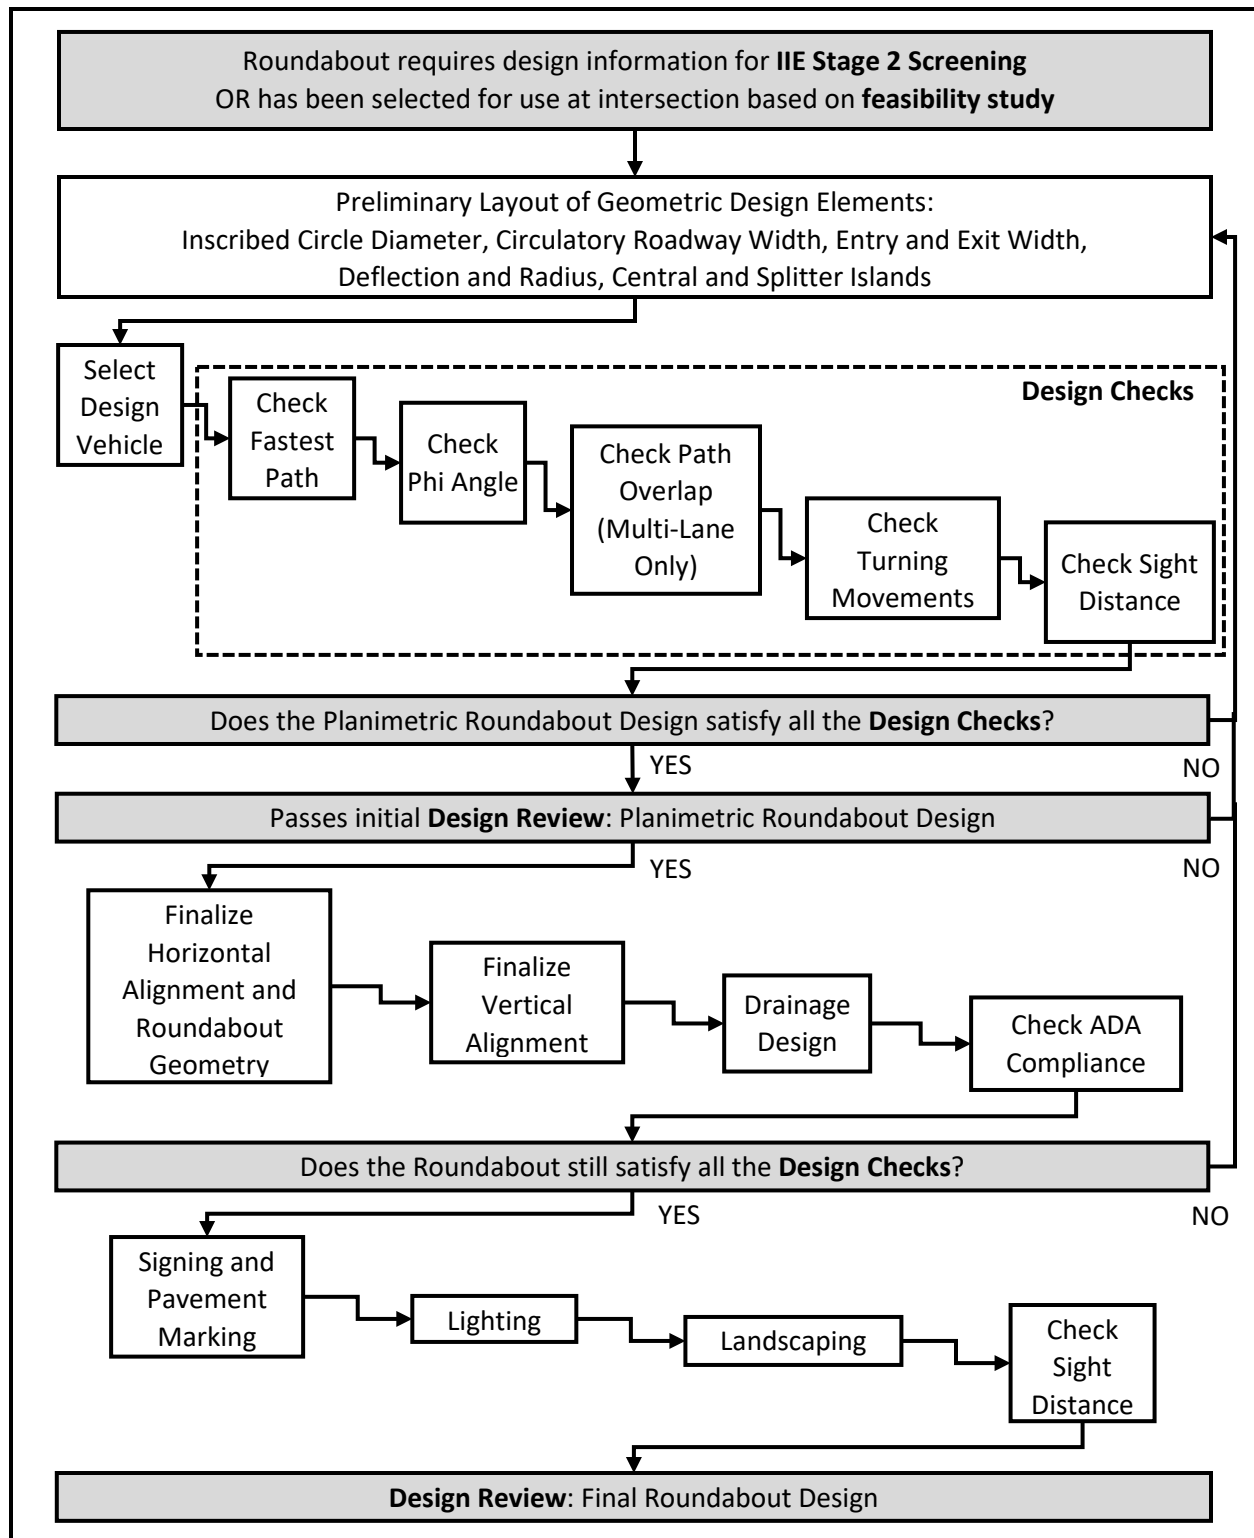 Roundabout requires design information for IIE Stage 2 Screening
OR has been selected for use at intersection based on feasibility study
Preliminary Layout of Geometric Design Elements:
Inscribed Circle Diameter, Circulatory Roadway Width, Entry and Exit Width,
Deflection and Radius, Central and Splitter Islands
Select
Design
Vehicle
Design Checks
Check
Fastest
Path
Check
Phi Angle
Check Path
Overlap
(Multi-Lane
Only)
Check
Turning
Movements
Check Sight
Distance
Does the Planimetric Roundabout Design satisfy all the Design Checks?
YES
NO
Passes initial Design Review: Planimetric Roundabout Design
YES
NO
Finalize
Horizontal
Alignment and
Roundabout
Geometry
Finalize
Vertical
Alignment
Drainage
Design
Check ADA
Compliance
Does the Roundabout still satisfy all the Design Checks?
YES
NO
Signing and
Pavement
Marking
Lighting
Landscaping
Check
Sight
Distance
Design Review: Final Roundabout Design